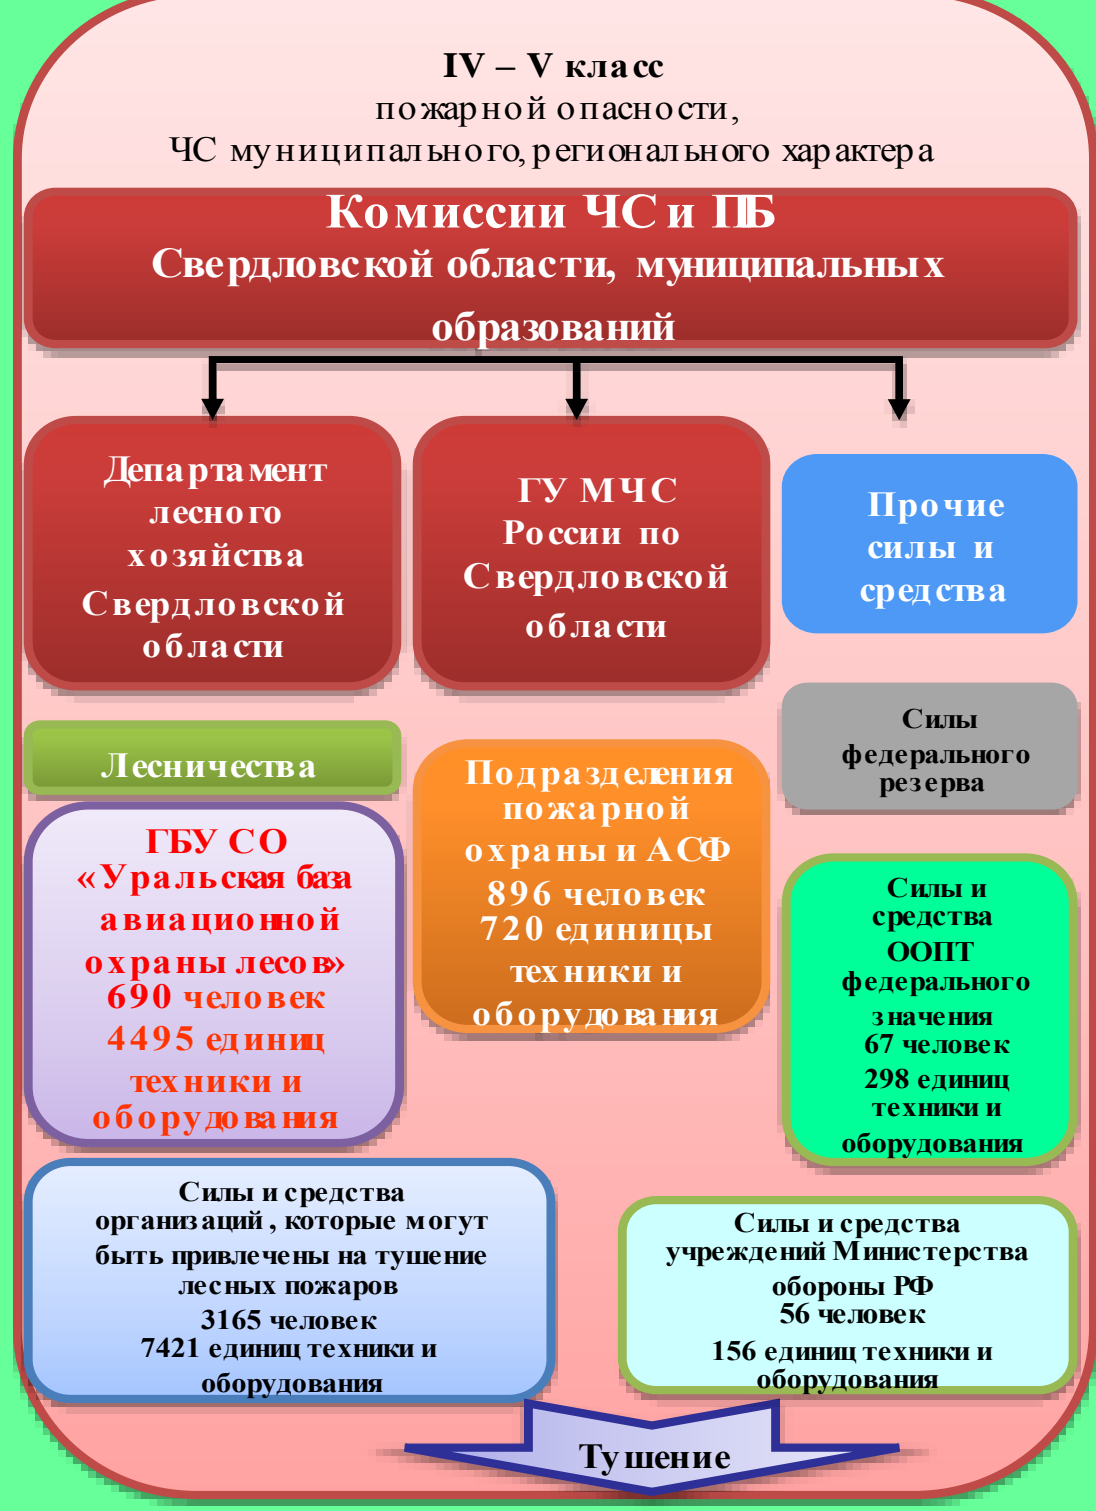 IV – V класс
пожарной опасности,
ЧС муниципального, регионального характера
Комиссии ЧС и ПБ
Свердловской области, муниципальных
образований
Департамент
лесного
хозяйства
Свердловской
области
ГУ МЧС
России по
Свердловской
области
Прочие
силы и
средства
Лесничества
ГБУ СО
«Уральская база
авиационной
охраны лесов»
690 человек
4495 единиц
техники и
оборудования
Подразделения
пожарной
охраны и АСФ
896 человек
720 единицы
техники и
оборудования
Силы
федерального
резерва
Силы и
средства
ООПТ
федерального
значения
67 человек
298 единиц
техники и
оборудования
Силы и средства
организаций, которые могут
быть привлечены на тушение
лесных пожаров
3165 человек
7421 единиц техники и
оборудования
Силы и средства
учреждений Министерства
обороны РФ
56 человек
156 единиц техники и
оборудования
Тушение